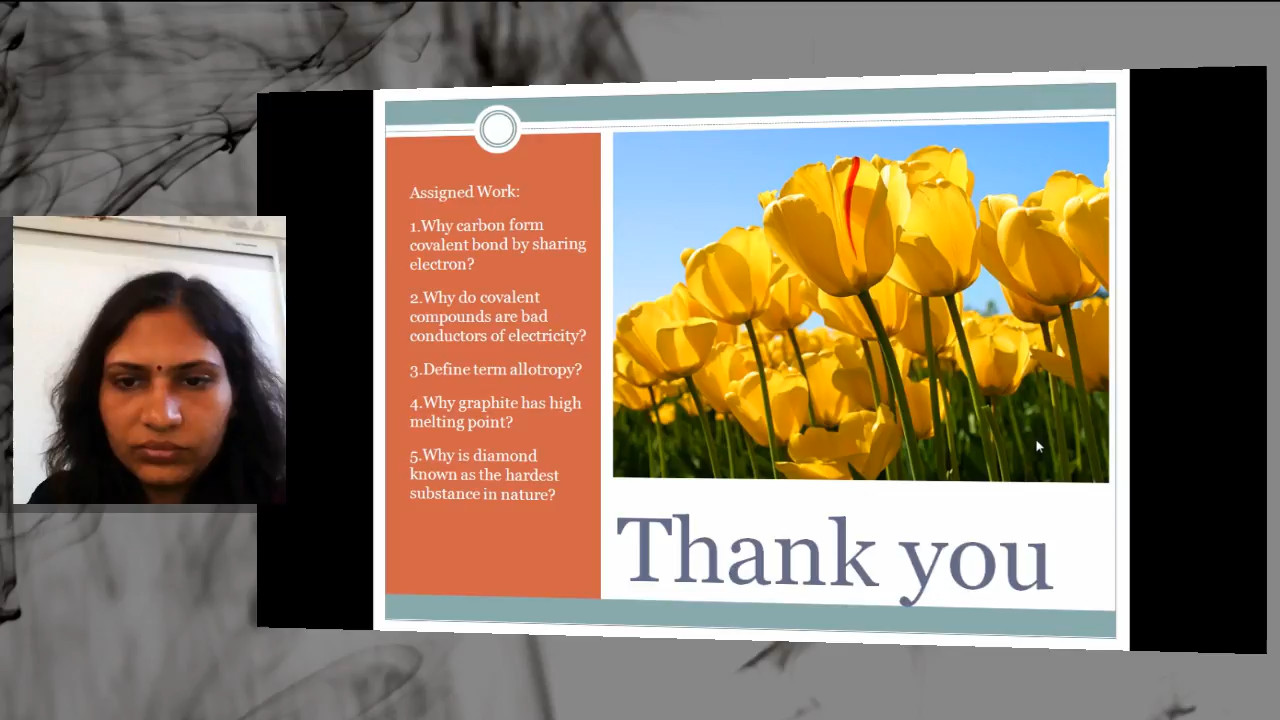 Assigned Work:
1.Why carbon form
covalent bond by sharing
electron?
2.Why do covalent
compounds are bad
conductors of electricity?
3.Define term allotropy?
4.Why graphite has high
melting point?
5.Why is diamond
known as the hardest
substance in nature?
Thank you